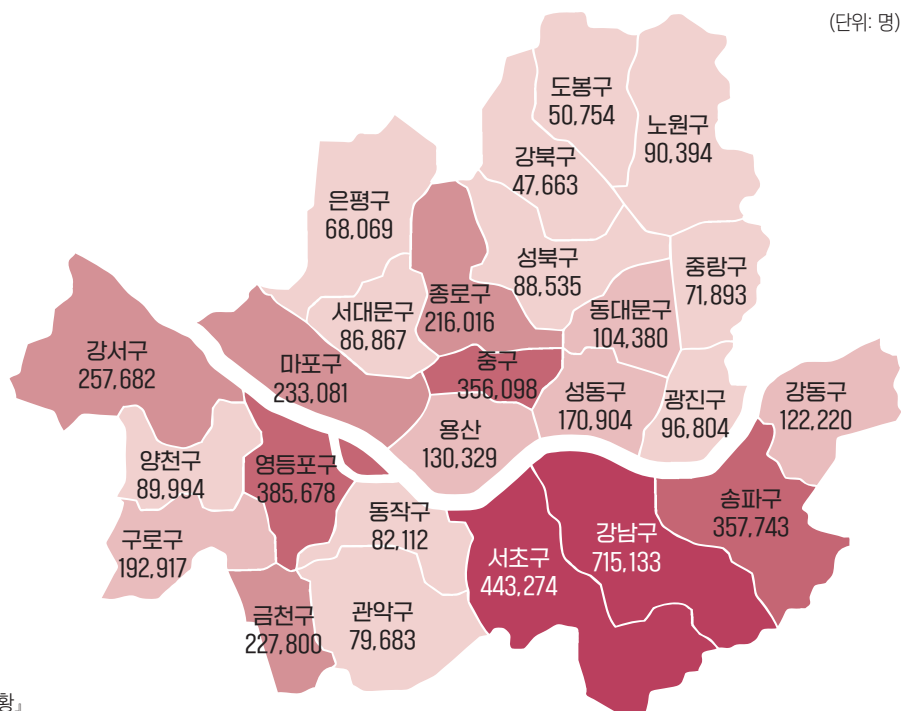 (단위: 명)
도봉구
50,754
노원구
90,394
강북구
47,663
은평구
68,069
성북구
88,535
중랑구
71,893
종로구
216,016
동대문구
104,380
서대문구
86,867
강서구
257,682
마포구
233,081
중구
356,098
성동구
170,904
광진구
96,804
강동구
122,220
용산
130,329
양천구
89,994
영등포구
385,678
송파구
357,743
동작구
82,112
강남구
715,133
구로구
192,917
서초구
443,274
금천구
227,800
관악구
79,683
황』